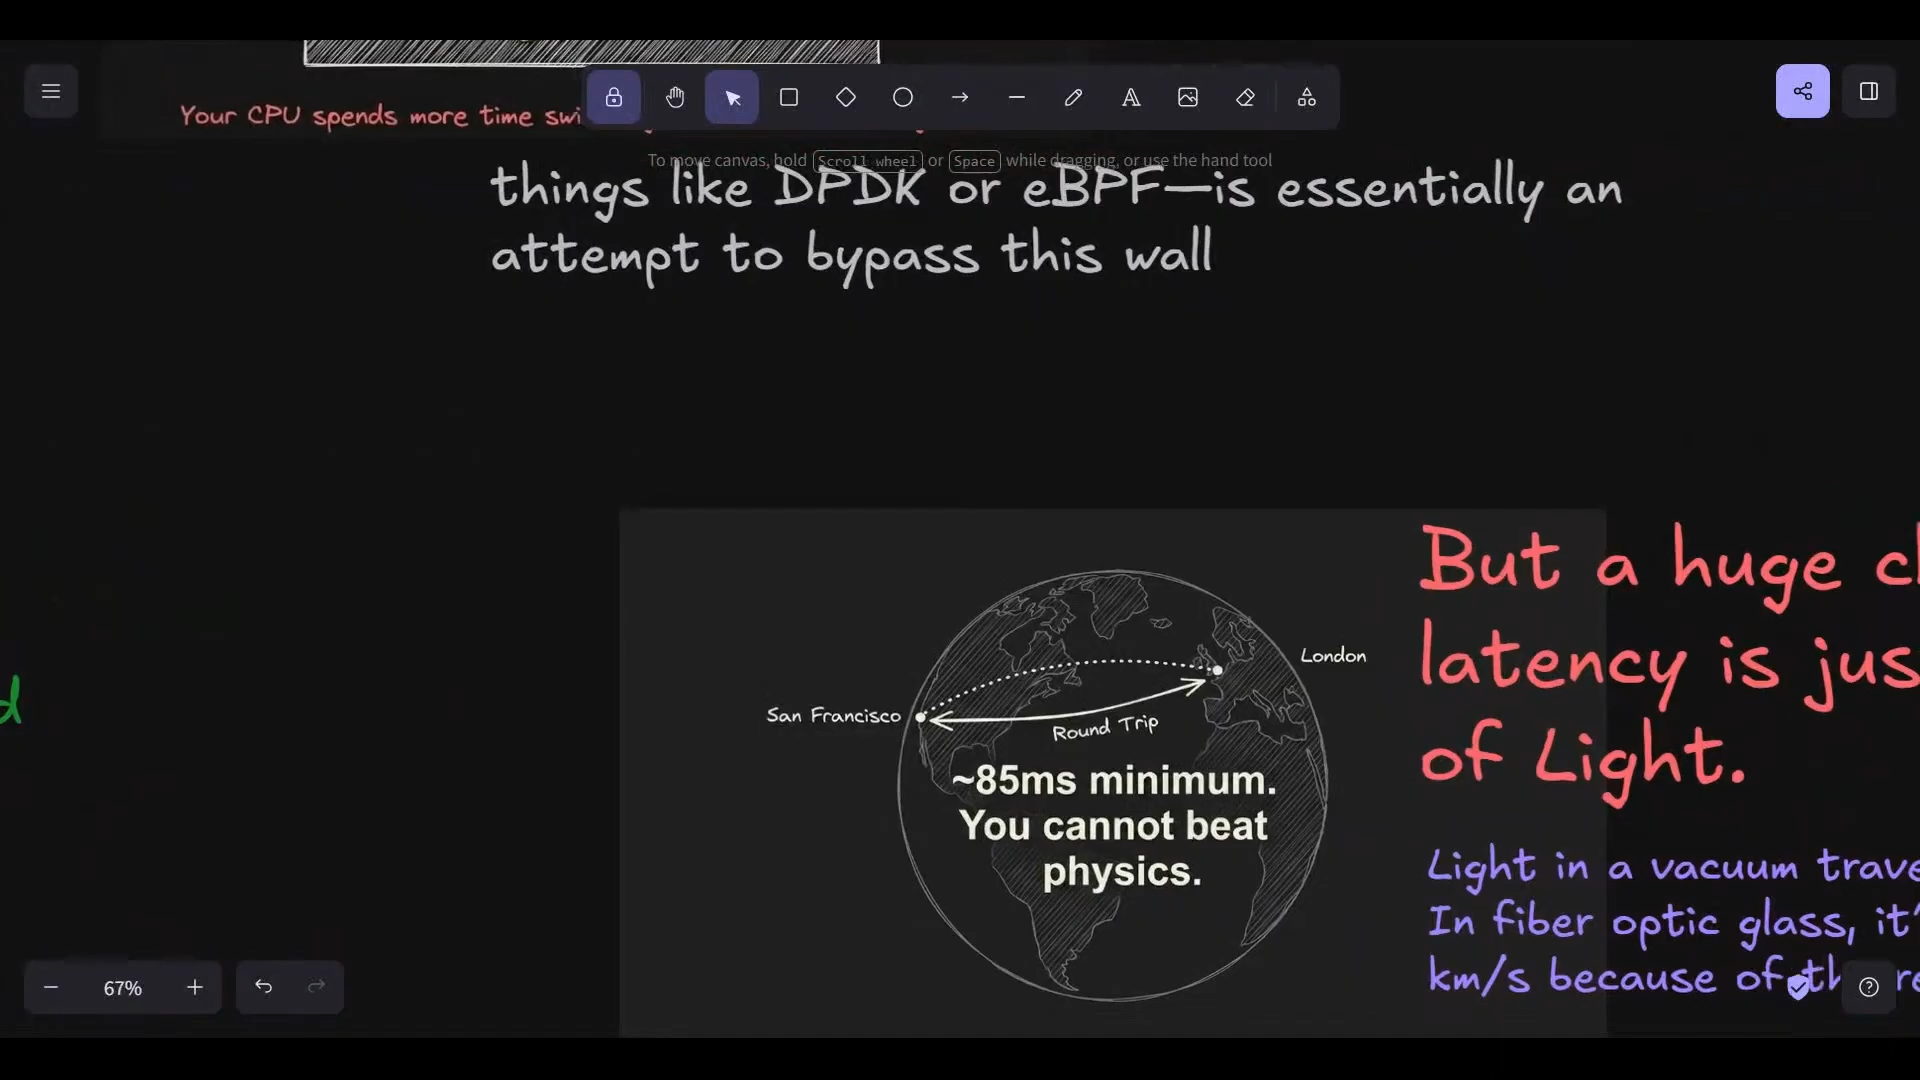 Your CPU spends more time swi
To move canvas, hold Scroll wheel or Space while dragging, or use the hand tool
things like DPDK or eBPF—is essentially an
attempt to bypass this wall
But a huge c
latency is jus
of Light.
London
San Francisco
Round Trip
~85ms minimum.
You cannot beat
physics.
d
Light in a vacuum trave
In fiber optic glass, it'
km/s because of th re
67%